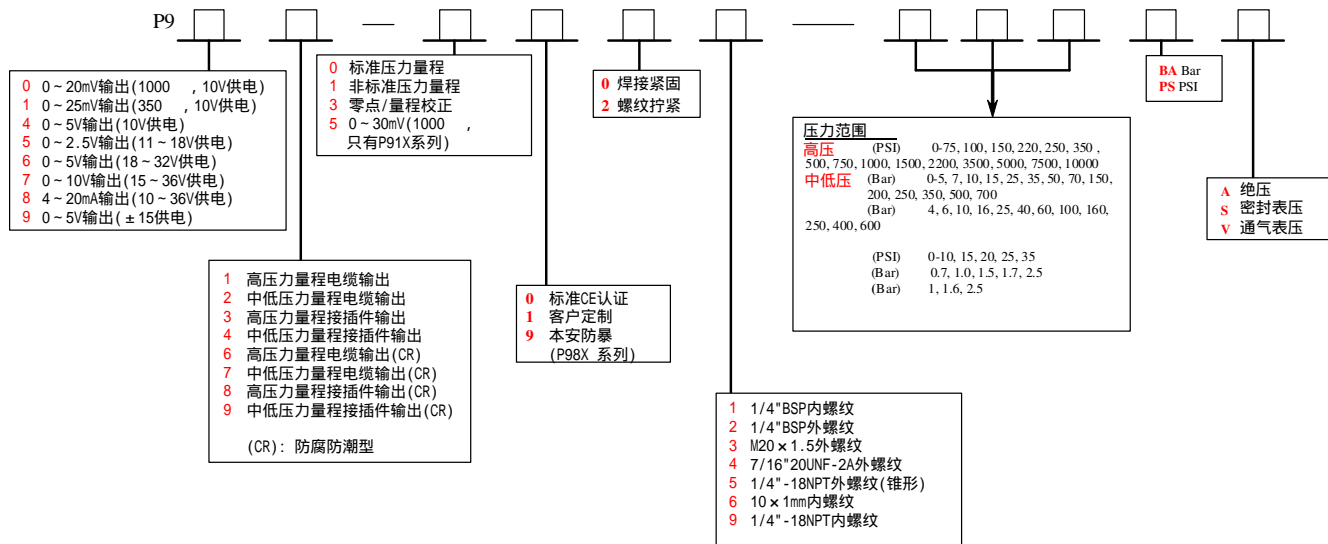 P9
0 0~20mV输出(1000 , 10V供电)
1 0~25mV输出(350 , 10V供电)
4 0~5V输出(10V供电)
5 0~2.5V输出(11~18V供电)
6 0~5V输出(18~32V供电)
7 0~10V输出(15~36V供电)
8 4~20mA输出(10~36V供电)
9 0~5V输出(±15供电)
1 高压力量程电缆输出
2 中低压力量程电缆输出
3 高压力量程接插件输出
4 中低压力量程接插件输出
6 高压力量程电缆输出(CR)
7 中低压力量程电缆输出(CR)
8 高压力量程接插件输出(CR)
9 中低压力量程接插件输出(CR)
(CR): 防腐防潮型
0 标准压力量程
1 非标准压力量程
3 零点/量程校正
5 0~30mV(1000 ,
只有P91X系列)
0 标准CE认证
1 客户定制
9 本安防暴
(P98X 系列)
0 焊接紧固
2 螺纹拧紧
1 1/4"BSP内螺纹
2 1/4"BSP外螺纹
3 M20×1.5外螺纹
4 7/16"20UNF-2A外螺纹
5 1/4"-18NPT外螺纹(锥形)
6 10×1mm内螺纹
9 1/4"-18NPT内螺纹
压力范围
高压 (PSI) 0-75, 100, 150, 220, 250, 350 ,
500, 750, 1000, 1500, 2200, 3500, 5000, 7500, 10000
中低压 (Bar) 0-5, 7, 10, 15, 25, 35, 50, 70, 150,
200, 250, 350, 500, 700
(Bar) 4, 6, 10, 16, 25, 40, 60, 100, 160,
250, 400, 600
(PSI) 0-10, 15, 20, 25, 35
(Bar) 0.7, 1.0, 1.5, 1.7, 2.5
(Bar) 1, 1.6, 2.5
BA Bar
PS PSI
A 绝压
S 密封表压
V 通气表压